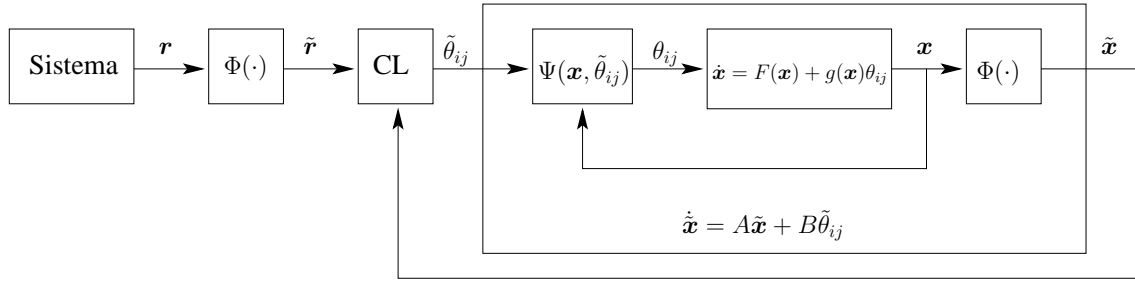 Sistema
r
Φ(·)
r̃
CL
θ̃ij
Ψ(x, θ̃ij)
θij
ẋ = F(x) + g(x)θij
x
Φ(·)
x̃
x̃̇ = Ax̃ + Bθ̃ij